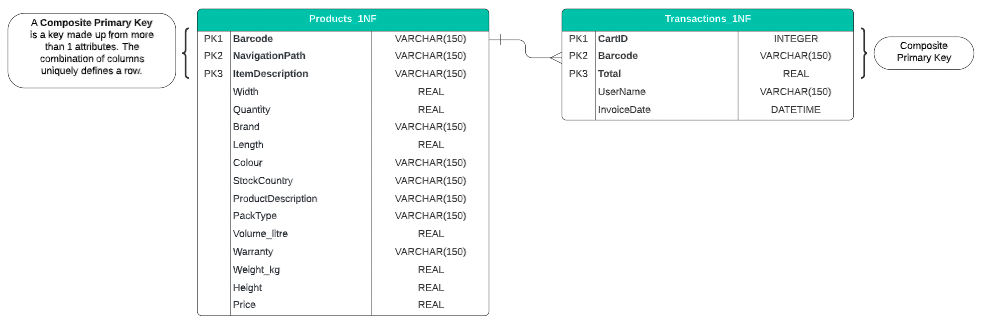 A Composite Primary Key
is a key made up from more
than 1 attributes. The
combination of columns
uniquely defines a row.
Products_1NF
PK1 Barcode VARCHAR(150)
PK2 NavigationPath VARCHAR(150)
PK3 ItemDescription VARCHAR(150)
Width REAL
Quantity REAL
Brand VARCHAR(150)
Length REAL
Colour VARCHAR(150)
StockCountry VARCHAR(150)
ProductDescription VARCHAR(150)
PackType VARCHAR(150)
Volume_litre REAL
Warranty VARCHAR(150)
Weight_kg REAL
Height REAL
Price REAL
Transactions_1NF
PK1 CartID INTEGER
PK2 Barcode VARCHAR(150)
PK3 Total REAL
UserName VARCHAR(150)
InvoiceDate DATETIME
Composite
Primary Key